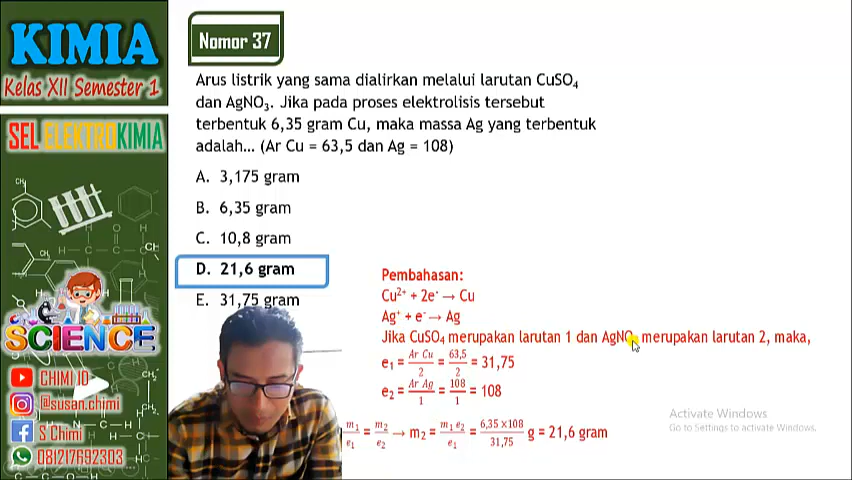 KIMIA
Kelas XII Semester 1
SEL ELEKTROKIMIA
Nomor 37
Arus listrik yang sama dialirkan melalui larutan CuSO₄
dan AgNO₃. Jika pada proses elektrolisis tersebut
terbentuk 6,35 gram Cu, maka massa Ag yang terbentuk
adalah... (Ar Cu = 63,5 dan Ag = 108)
A. 3,175 gram
B. 6,35 gram
C. 10,8 gram
D. 21,6 gram
E. 31,75 gram
Pembahasan:
Cu²⁺ + 2e⁻ → Cu
Ag⁺ + e⁻ → Ag
Jika CuSO₄ merupakan larutan 1 dan AgNO₃ merupakan larutan 2, maka,
e₁ = Ar Cu/2 = 63,5/2 = 31,75
e₂ = Ar Ag/1 = 108/1 = 108
m₁/e₁ = m₂/e₂ → m₂ = m₁ e₂/e₁ = 6,35 ×108/31,75 g = 21,6 gram
SCIENCE
CHIMI ID
@susan.chimi
S Chimi
081217692303
Activate Windows
Go to Settings to activate Windows.